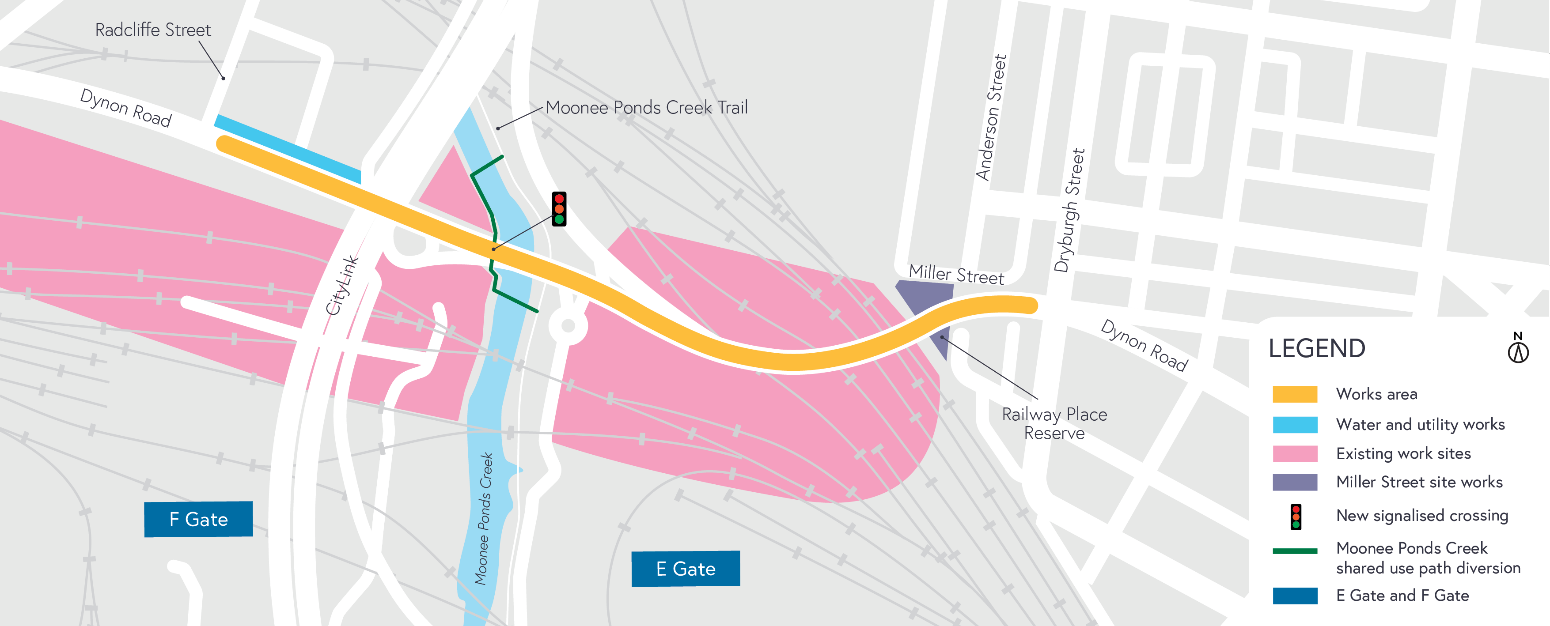 Radcliffe Street
Dynon Road
Moonee Ponds Creek Trail
Anderson Street
Dryburgh Street
CityLink
Miller Street
Dynon Road
Railway Place
Reserve
Moonee Ponds Creek
F Gate
E Gate
LEGEND
N
Works area
Water and utility works
Existing work sites
Miller Street site works
New signalised crossing
Moonee Ponds Creek
shared use path diversion
E Gate and F Gate